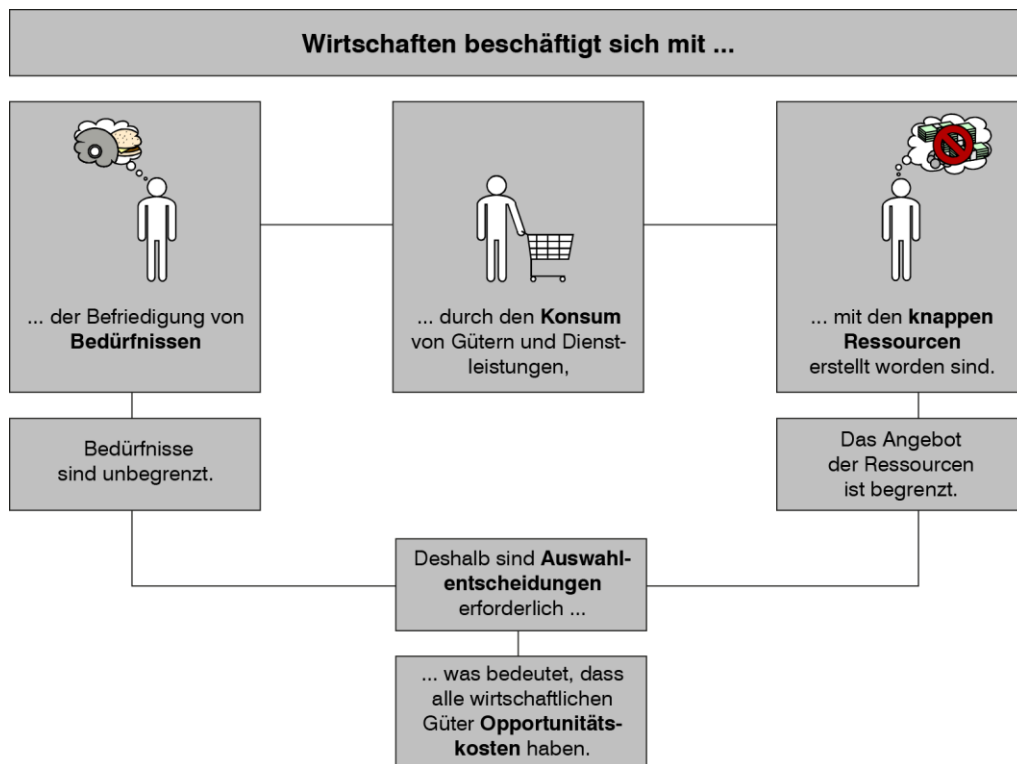 Wirtschaften beschäftigt sich mit ...
... der Befriedigung von
Bedürfnissen
... durch den Konsum
von Gütern und Dienst-
leistungen,
... mit den knappen
Ressourcen
erstellt worden sind.
Bedürfnisse
sind unbegrenzt.
Das Angebot
der Ressourcen
ist begrenzt.
Deshalb sind Auswahl-
entscheidungen
erforderlich ...
... was bedeutet, dass
alle wirtschaftlichen
Güter Opportunitäts-
kosten haben.